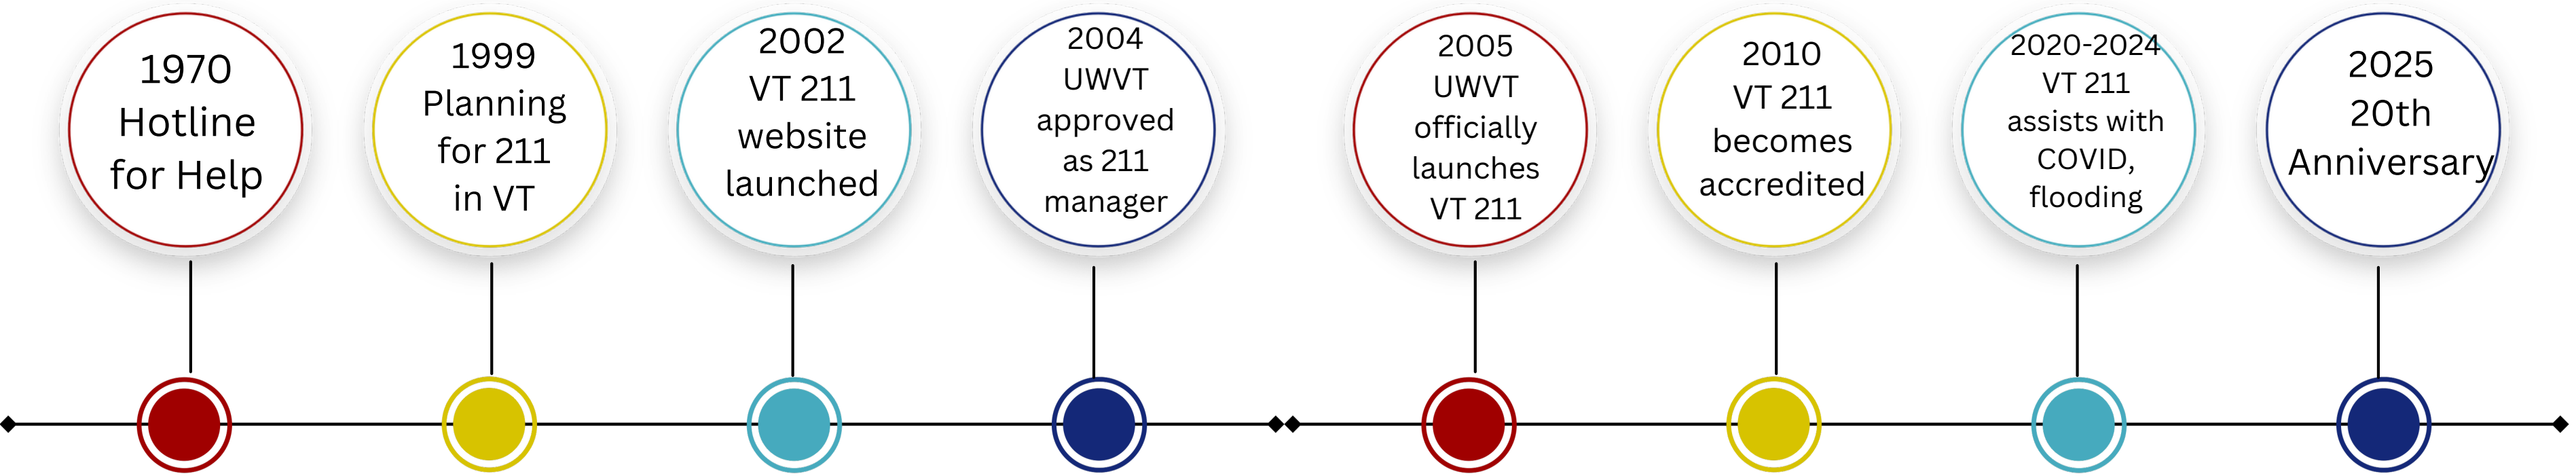 1970
Hotline
for Help
1999
Planning
for 211
in VT
2002
VT 211
website
launched
2004
UWVT
approved
as 211
manager
2005
UWVT
officially
launches
VT 211
2010
VT 211
becomes
accredited
2020-2024
VT 211
assists with
COVID,
flooding
2025
20th
Anniversary